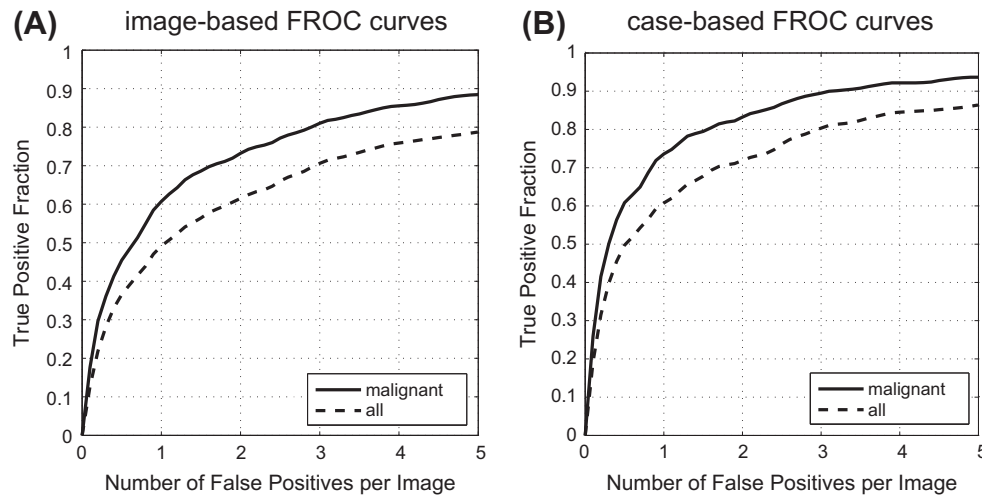 (A) image-based FROC curves
1
0.9
0.8
0.7
0.6
0.5
0.4
0.3
0.2
0.1
0
True Positive Fraction
malignant
all
0 1 2 3 4 5
Number of False Positives per Image
(B) case-based FROC curves
1
0.9
0.8
0.7
0.6
0.5
0.4
0.3
0.2
0.1
0
True Positive Fraction
malignant
all
0 1 2 3 4 5
Number of False Positives per Image